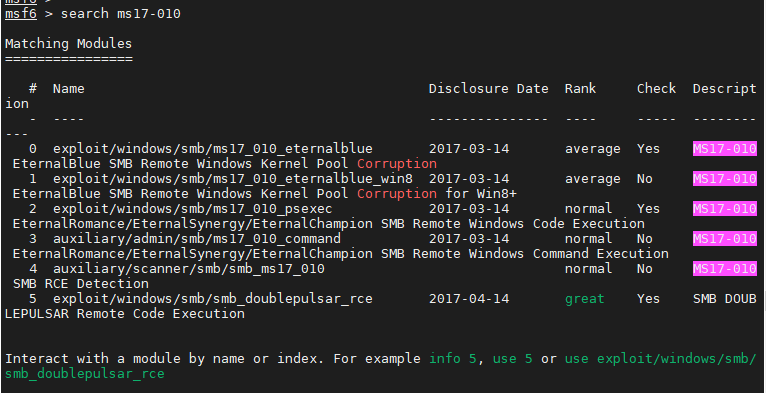 msf6 >
msf6 > search ms17-010
Matching Modules
================
# Name Disclosure Date Rank Check Descript
ion
- ---- --------------- ---- ----- --------
---
0 exploit/windows/smb/ms17_010_eternalblue 2017-03-14 average Yes MS17-010
EternalBlue SMB Remote Windows Kernel Pool Corruption
1 exploit/windows/smb/ms17_010_eternalblue_win8 2017-03-14 average No MS17-010
EternalBlue SMB Remote Windows Kernel Pool Corruption for Win8+
2 exploit/windows/smb/ms17_010_psexec 2017-03-14 normal Yes MS17-010
EternalRomance/EternalSynergy/EternalChampion SMB Remote Windows Code Execution
3 auxiliary/admin/smb/ms17_010_command 2017-03-14 normal No MS17-010
EternalRomance/EternalSynergy/EternalChampion SMB Remote Windows Command Execution
4 auxiliary/scanner/smb/smb_ms17_010 normal No MS17-010
SMB RCE Detection
5 exploit/windows/smb/smb_doublepulsar_rce 2017-04-14 great Yes SMB DOUB
LEPULSAR Remote Code Execution
Interact with a module by name or index. For example info 5, use 5 or use exploit/windows/smb/
smb_doublepulsar_rce